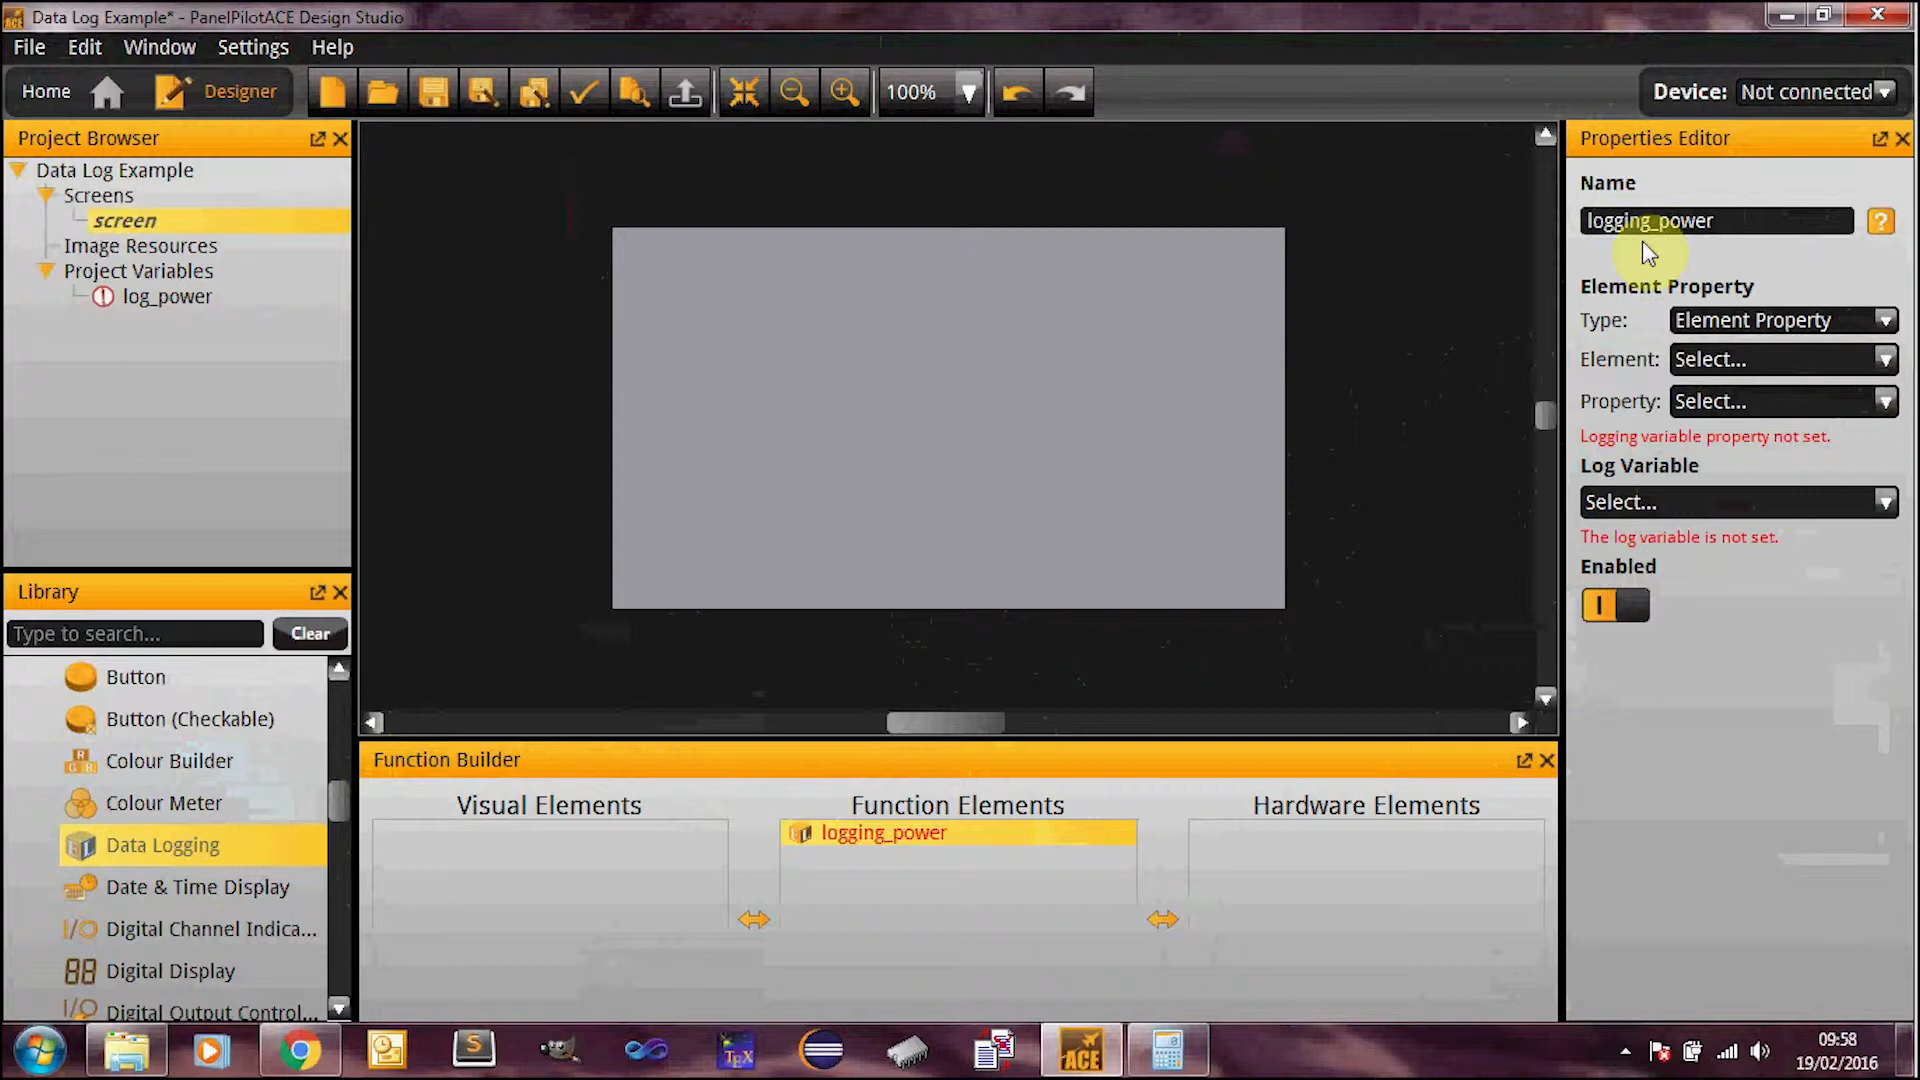 Data Log Example* - PanelPilotACE Design Studio
File Edit Window Settings Help
Home Designer 100% Device: Not connected
Project Browser
Data Log Example
Screens
screen
Image Resources
Project Variables
log_power
Library
Type to search... Clear
Button
Button (Checkable)
Colour Builder
Colour Meter
Data Logging
Date & Time Display
I/O Digital Channel Indica...
88 Digital Display
I/O Digital Output Control...
Function Builder
Visual Elements Function Elements Hardware Elements
logging_power
Properties Editor
Name
logging_power ?
Element Property
Type: Element Property
Element: Select...
Property: Select...
Logging variable property not set.
Log Variable
Select...
The log variable is not set.
Enabled
I
S TEX ACE
09:58
19/02/2016